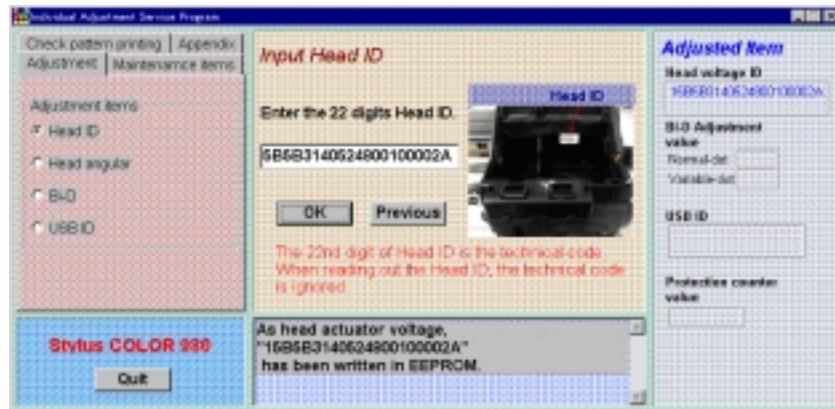 Individual Adjustment Service Program
Check pattern printing
Appendix
Adjustment
Maintenamce items
Adjustment items
Head ID
Head angular
Bi-D
USB ID
Input Head ID
Enter the 22 digits Head ID.
Head ID
OK
Previous
The 22nd digit of Head ID is the technical code
When reading out the Head ID, the technical code
is ignored
Adjusted Item
Head voltage ID
Bi-D Adjustment
value
Normal-dot
Variable-dot
USB ID
Protection counter
value
Stylus COLOR 980
Quit
As head actuator voltage,
"15B5B3140524800100002A"
has been written in EEPROM.